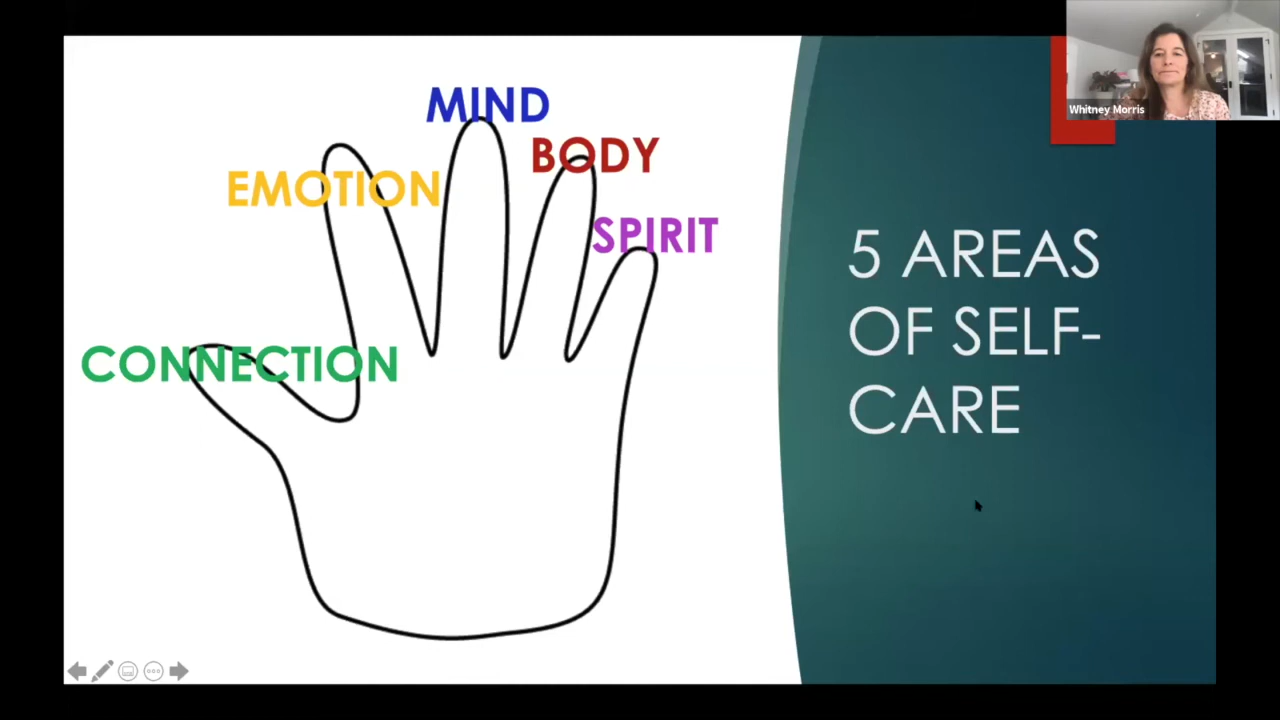 MIND
BODY
EMOTION
SPIRIT
CONNECTION
5 AREAS
OF SELF-
CARE
Whitney Morris